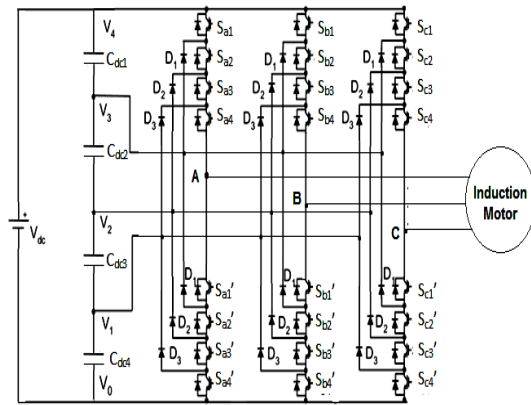 V4 Sa1 Sb1 Sc1
Cdc1 D1 Sa2 D1 Sb2 D1 Sc2
D2 Sa3 D2 Sb3 D2 Sc3
V3 D3 Sa4 D3 Sb4 D3 Sc4
Cdc2
A
B
Induction
Motor
+
Vdc
V2
C
Cdc3
D1 Sa1' D1 Sb1' D1 Sc1'
V1 D2 Sa2' D2 Sb2' D2 Sc2'
Cdc4 D3 Sa3' D3 Sb3' D3 Sc3'
V0 Sa4' Sb4' Sc4'